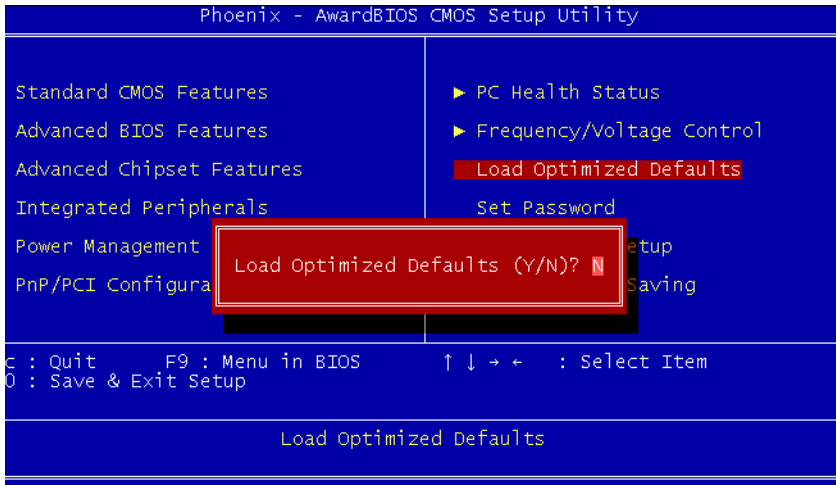 Phoenix - AwardBIOS CMOS Setup Utility
Standard CMOS Features
Advanced BIOS Features
Advanced Chipset Features
Integrated Peripherals
Power Management
PnP/PCI Configura
► PC Health Status
► Frequency/Voltage Control
Load Optimized Defaults
Set Password
etup
Saving
Load Optimized Defaults (Y/N)? N
c : Quit F9 : Menu in BIOS ↑ ↓ → ← : Select Item
0 : Save & Exit Setup
Load Optimized Defaults